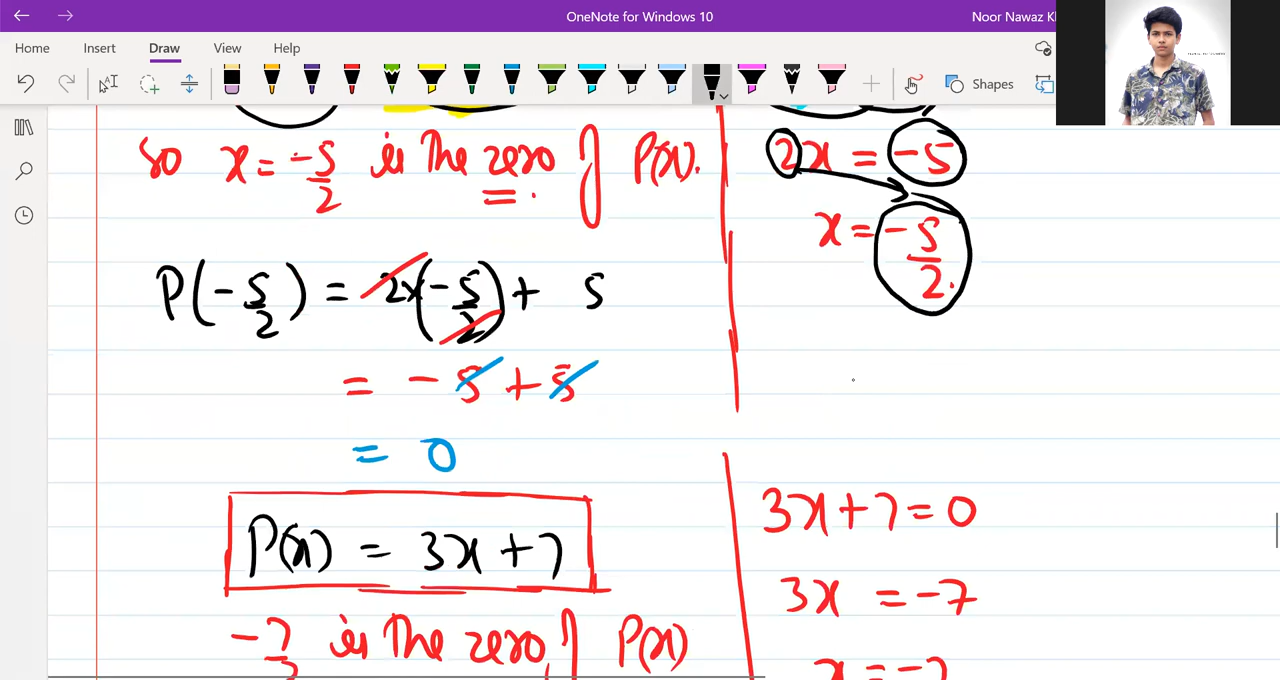 OneNote for Windows 10
Noor Nawaz Kh
Home Insert Draw View Help
Shapes
So x = -5/2 is the zero of P(x).
2x = -5
x = -5/2.
P(-5/2) = 2x(-5/2) + 5
= -5 + 5
= 0
P(x) = 3x + 7
3x + 7 = 0
3x = -7
-7/3 is the zero of P(x)
x = -7